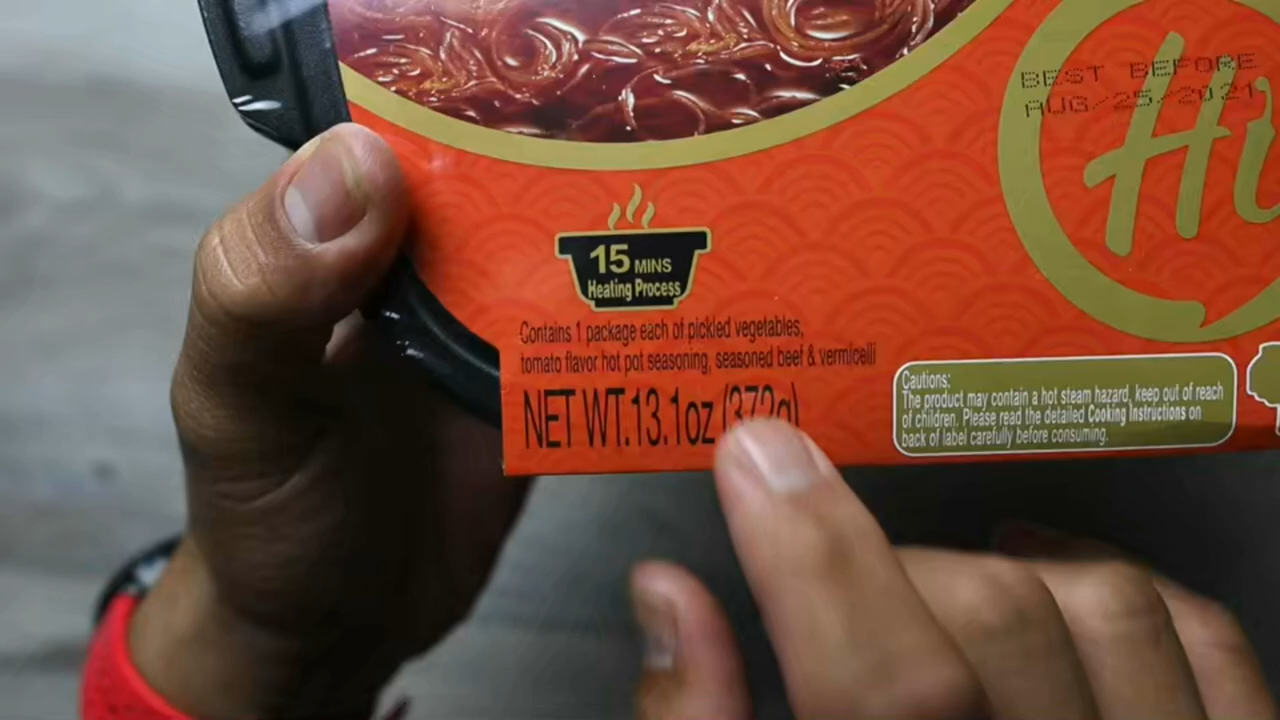 BEST BEFORE
AUG/25/2021
Hi
15 MINS
Heating Process
Contains 1 package each of pickled vegetables,
tomato flavor hot pot seasoning, seasoned beef & vermicelli
NET WT.13.1oz (372g)
Cautions:
The product may contain a hot steam hazard, keep out of reach
of children. Please read the detailed Cooking Instructions on
back of label carefully before consuming.